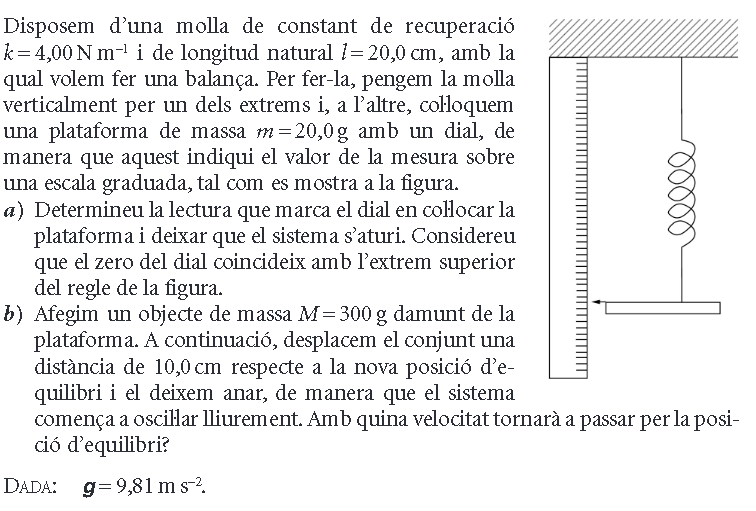 Disposem d'una molla de constant de recuperació
k = 4,00 N m⁻¹ i de longitud natural l = 20,0 cm, amb la
qual volem fer una balança. Per fer-la, pengem la molla
verticalment per un dels extrems i, a l'altre, col·loquem
una plataforma de massa m = 20,0 g amb un dial, de
manera que aquest indiqui el valor de la mesura sobre
una escala graduada, tal com es mostra a la figura.
a) Determineu la lectura que marca el dial en col·locar la
plataforma i deixar que el sistema s'aturi. Considereu
que el zero del dial coincideix amb l'extrem superior
del regle de la figura.
b) Afegim un objecte de massa M = 300 g damunt de la
plataforma. A continuació, desplacem el conjunt una
distància de 10,0 cm respecte a la nova posició d'e-
quilibri i el deixem anar, de manera que el sistema
comença a oscil·lar lliurement. Amb quina velocitat tornarà a passar per la posi-
ció d'equilibri?
DADA: g = 9,81 m s⁻².